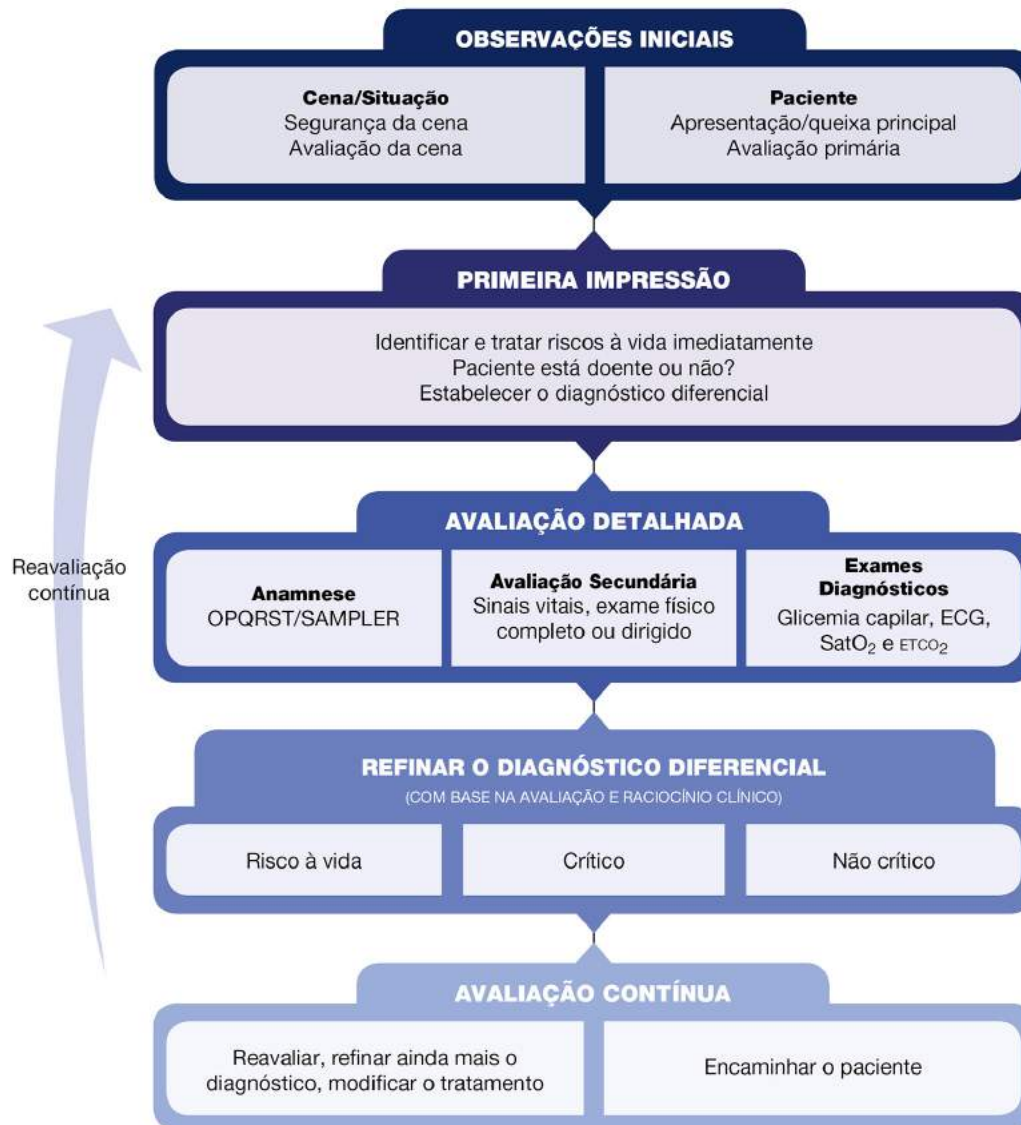 OBSERVAÇÕES INICIAIS
Cena/Situação
Segurança da cena
Avaliação da cena
Paciente
Apresentação/queixa principal
Avaliação primária
PRIMEIRA IMPRESSÃO
Identificar e tratar riscos à vida imediatamente
Paciente está doente ou não?
Estabelecer o diagnóstico diferencial
Reavaliação
contínua
AVALIAÇÃO DETALHADA
Anamnese
OPQRST/SAMPLER
Avaliação Secundária
Sinais vitais, exame físico
completo ou dirigido
Exames
Diagnósticos
Glicemia capilar, ECG,
SatO₂ e ETCO₂
REFINAR O DIAGNÓSTICO DIFERENCIAL
(COM BASE NA AVALIAÇÃO E RACIOCÍNIO CLÍNICO)
Risco à vida
Crítico
Não crítico
AVALIAÇÃO CONTÍNUA
Reavaliar, refinar ainda mais o
diagnóstico, modificar o tratamento
Encaminhar o paciente